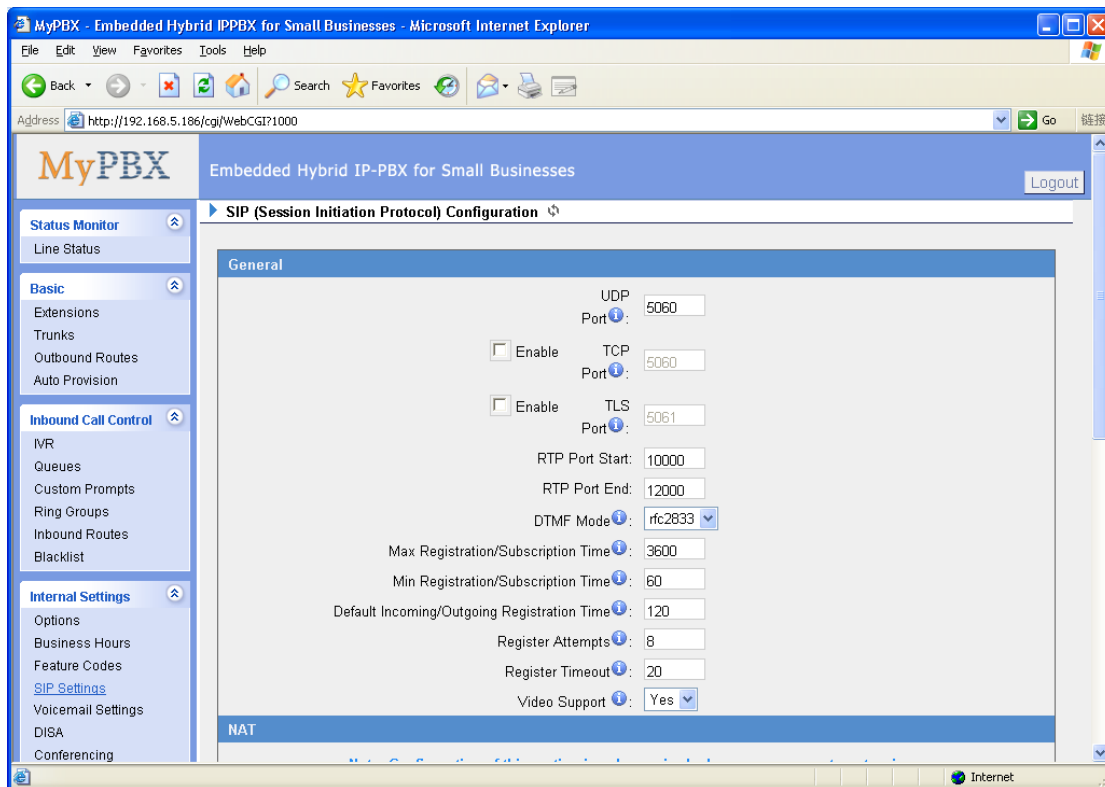 MyPBX - Embedded Hybrid IPPBX for Small Businesses - Microsoft Internet Explorer
File Edit View Favorites Tools Help
Back Search Favorites
Address http://192.168.5.186/cgi/WebCGI?1000 Go 链接
MyPBX
Embedded Hybrid IP-PBX for Small Businesses
Logout
Status Monitor
Line Status
Basic
Extensions
Trunks
Outbound Routes
Auto Provision
Inbound Call Control
IVR
Queues
Custom Prompts
Ring Groups
Inbound Routes
Blacklist
Internal Settings
Options
Business Hours
Feature Codes
SIP Settings
Voicemail Settings
DISA
Conferencing
SIP (Session Initiation Protocol) Configuration
General
UDP
Port: 5060
Enable TCP
Port: 5060
Enable TLS
Port: 5061
RTP Port Start: 10000
RTP Port End: 12000
DTMF Mode: rfc2833
Max Registration/Subscription Time: 3600
Min Registration/Subscription Time: 60
Default Incoming/Outgoing Registration Time: 120
Register Attempts: 8
Register Timeout: 20
Video Support : Yes
NAT
Internet